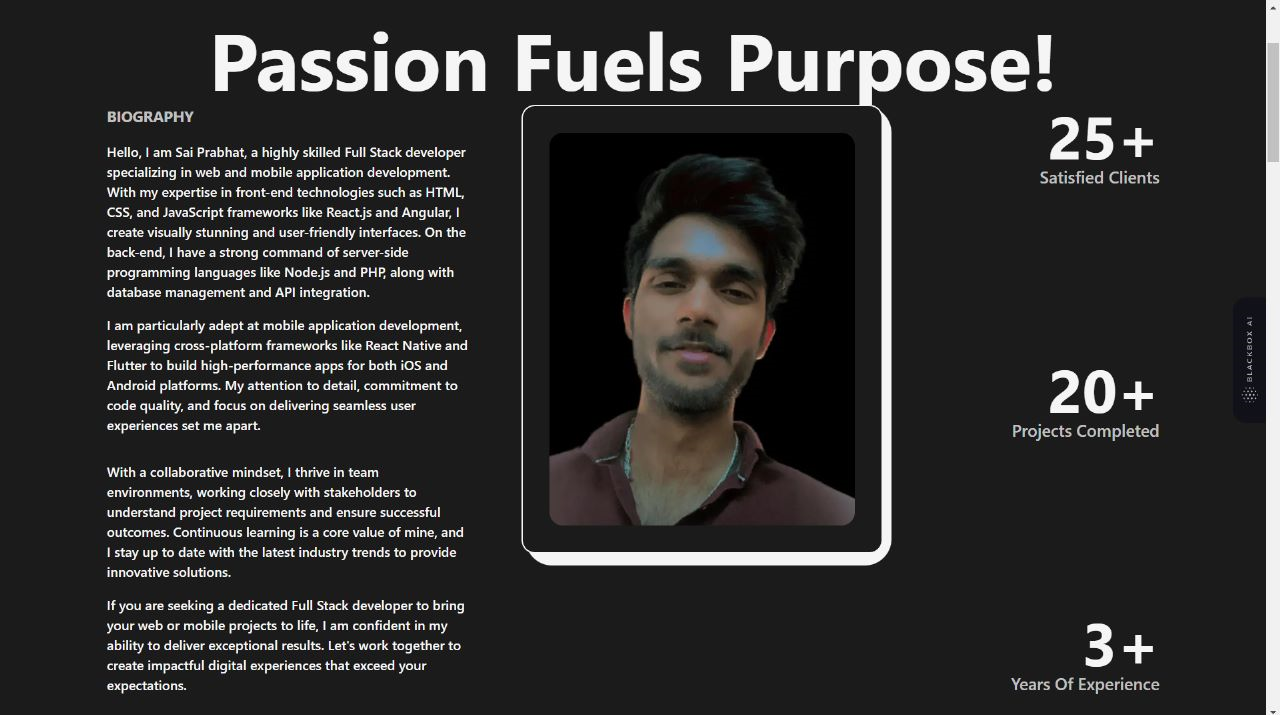 Passion Fuels Purpose!
BIOGRAPHY
Hello, I am Sai Prabhat, a highly skilled Full Stack developer
specializing in web and mobile application development.
With my expertise in front-end technologies such as HTML,
CSS, and JavaScript frameworks like React.js and Angular, I
create visually stunning and user-friendly interfaces. On the
back-end, I have a strong command of server-side
programming languages like Node.js and PHP, along with
database management and API integration.
I am particularly adept at mobile application development,
leveraging cross-platform frameworks like React Native and
Flutter to build high-performance apps for both iOS and
Android platforms. My attention to detail, commitment to
code quality, and focus on delivering seamless user
experiences set me apart.
With a collaborative mindset, I thrive in team
environments, working closely with stakeholders to
understand project requirements and ensure successful
outcomes. Continuous learning is a core value of mine, and
I stay up to date with the latest industry trends to provide
innovative solutions.
If you are seeking a dedicated Full Stack developer to bring
your web or mobile projects to life, I am confident in my
ability to deliver exceptional results. Let's work together to
create impactful digital experiences that exceed your
expectations.
25+
Satisfied Clients
20+
Projects Completed
3+
Years Of Experience
BLACKBOX AI